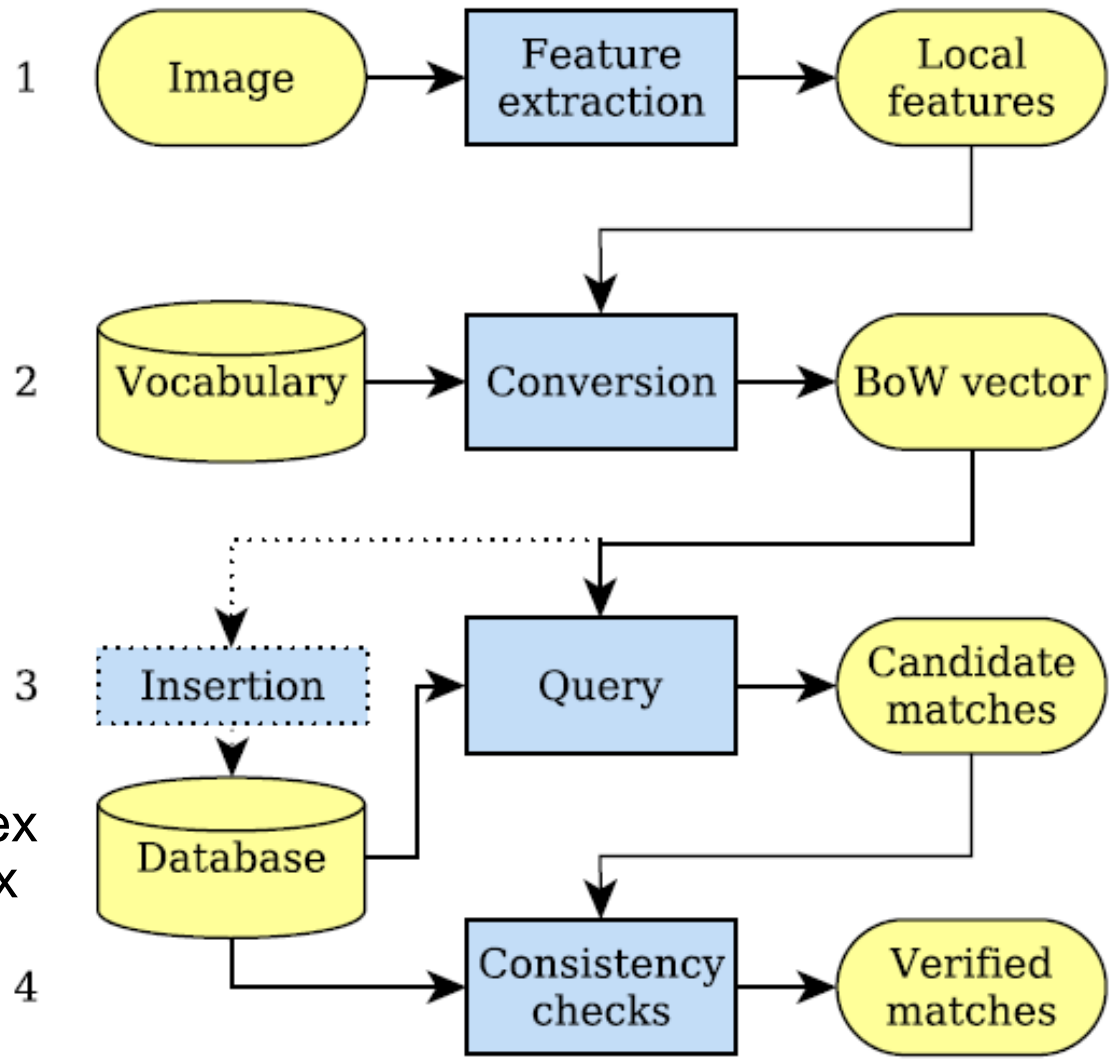 1
Image
Feature
extraction
Local
features
2
Vocabulary
Conversion
BoW vector
3
Insertion
Query
Candidate
matches
ex
x
Database
4
Consistency
checks
Verified
matches